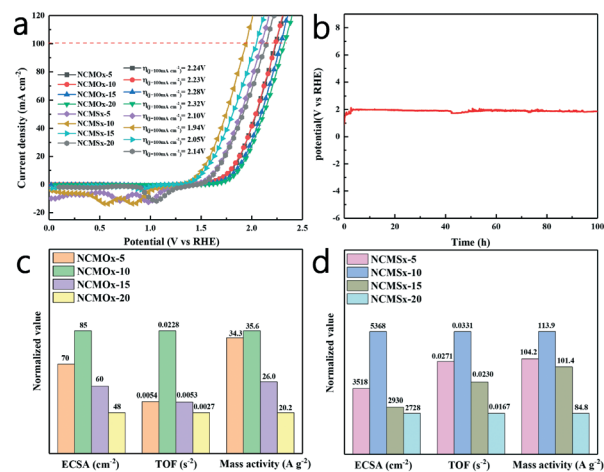 a
Current density (mA cm⁻²)
120
100
80
60
40
20
0
-20
NCMOx-5
NCMOx-10
NCMOx-15
NCMOx-20
NCMSx-5
NCMSx-10
NCMSx-15
NCMSx-20
η(J=100mA cm⁻²)= 2.24V
η(J=100mA cm⁻²)= 2.23V
η(J=100mA cm⁻²)= 2.28V
η(J=100mA cm⁻²)= 2.32V
η(J=100mA cm⁻²)= 2.10V
η(J=100mA cm⁻²)= 1.94V
η(J=100mA cm⁻²)= 2.05V
η(J=100mA cm⁻²)= 2.14V
0.0 0.5 1.0 1.5 2.0 2.5
Potential (V vs RHE)
b
potential(V vs RHE)
8
6
4
2
0
-2
-4
-6
0 20 40 60 80 100
Time (h)
c
Normalized value
NCMOx-5
NCMOx-10
NCMOx-15
NCMOx-20
70 85 60 48
0.0054 0.0228 0.0053 0.0027
34.3 35.6 26.0 20.2
ECSA (cm⁻²) TOF (s⁻²) Mass activity (A g⁻²)
d
Normalized value
NCMSx-5
NCMSx-10
NCMSx-15
NCMSx-20
3518 5368 2930 2728
0.0271 0.0331 0.0230 0.0167
104.2 113.9 101.4 84.8
ECSA (cm⁻²) TOF (s⁻²) Mass activity (A g⁻²)